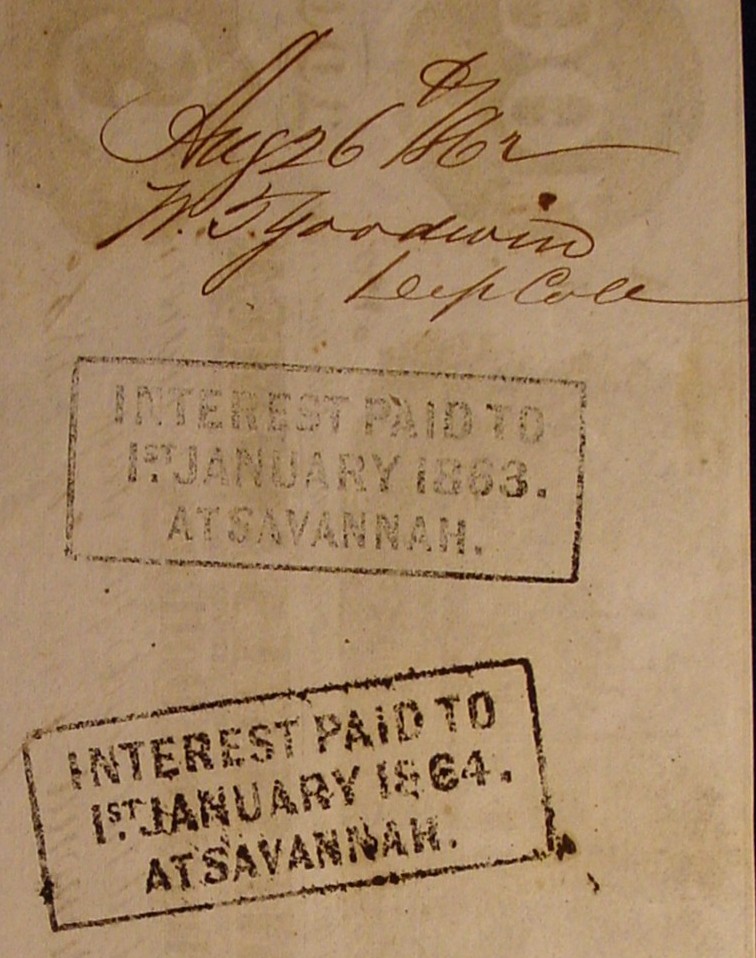 Aug 26 1862
W. T. Goodwin
Dep Coll
INTEREST PAID TO
1ST. JANUARY 1863.
AT SAVANNAH.
INTEREST PAID TO
1ST. JANUARY 1864.
AT SAVANNAH.